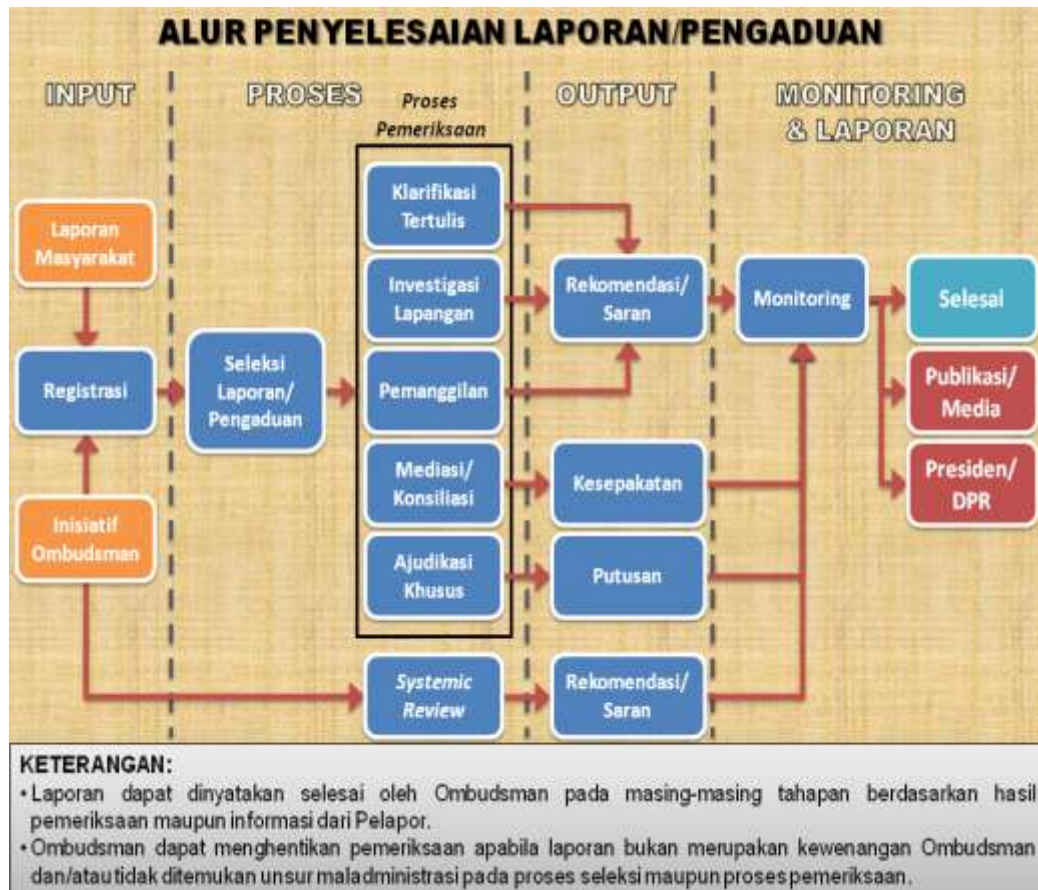 ALUR PENYELESAIAN LAPORAN/PENGADUAN
INPUT
PROSES
OUTPUT
MONITORING
& LAPORAN
Proses
Pemeriksaan
Laporan
Masyarakat
Registrasi
Inisiatif
Ombudsman
Seleksi
Laporan/
Pengaduan
Klarifikasi
Tertulis
Investigasi
Lapangan
Pemanggilan
Mediasi/
Konsiliasi
Ajudikasi
Khusus
Systemic
Review
Rekomendasi/
Saran
Kesepakatan
Putusan
Rekomendasi/
Saran
Monitoring
Selesai
Publikasi/
Media
Presiden/
DPR
KETERANGAN:
• Laporan dapat dinyatakan selesai oleh Ombudsman pada masing-masing tahapan berdasarkan hasil
pemeriksaan maupun informasi dari Pelapor.
• Ombudsman dapat menghentikan pemeriksaan apabila laporan bukan merupakan kewenangan Ombudsman
dan/atau tidak ditemukan unsur maladministrasi pada proses seleksi maupun proses pemeriksaan.